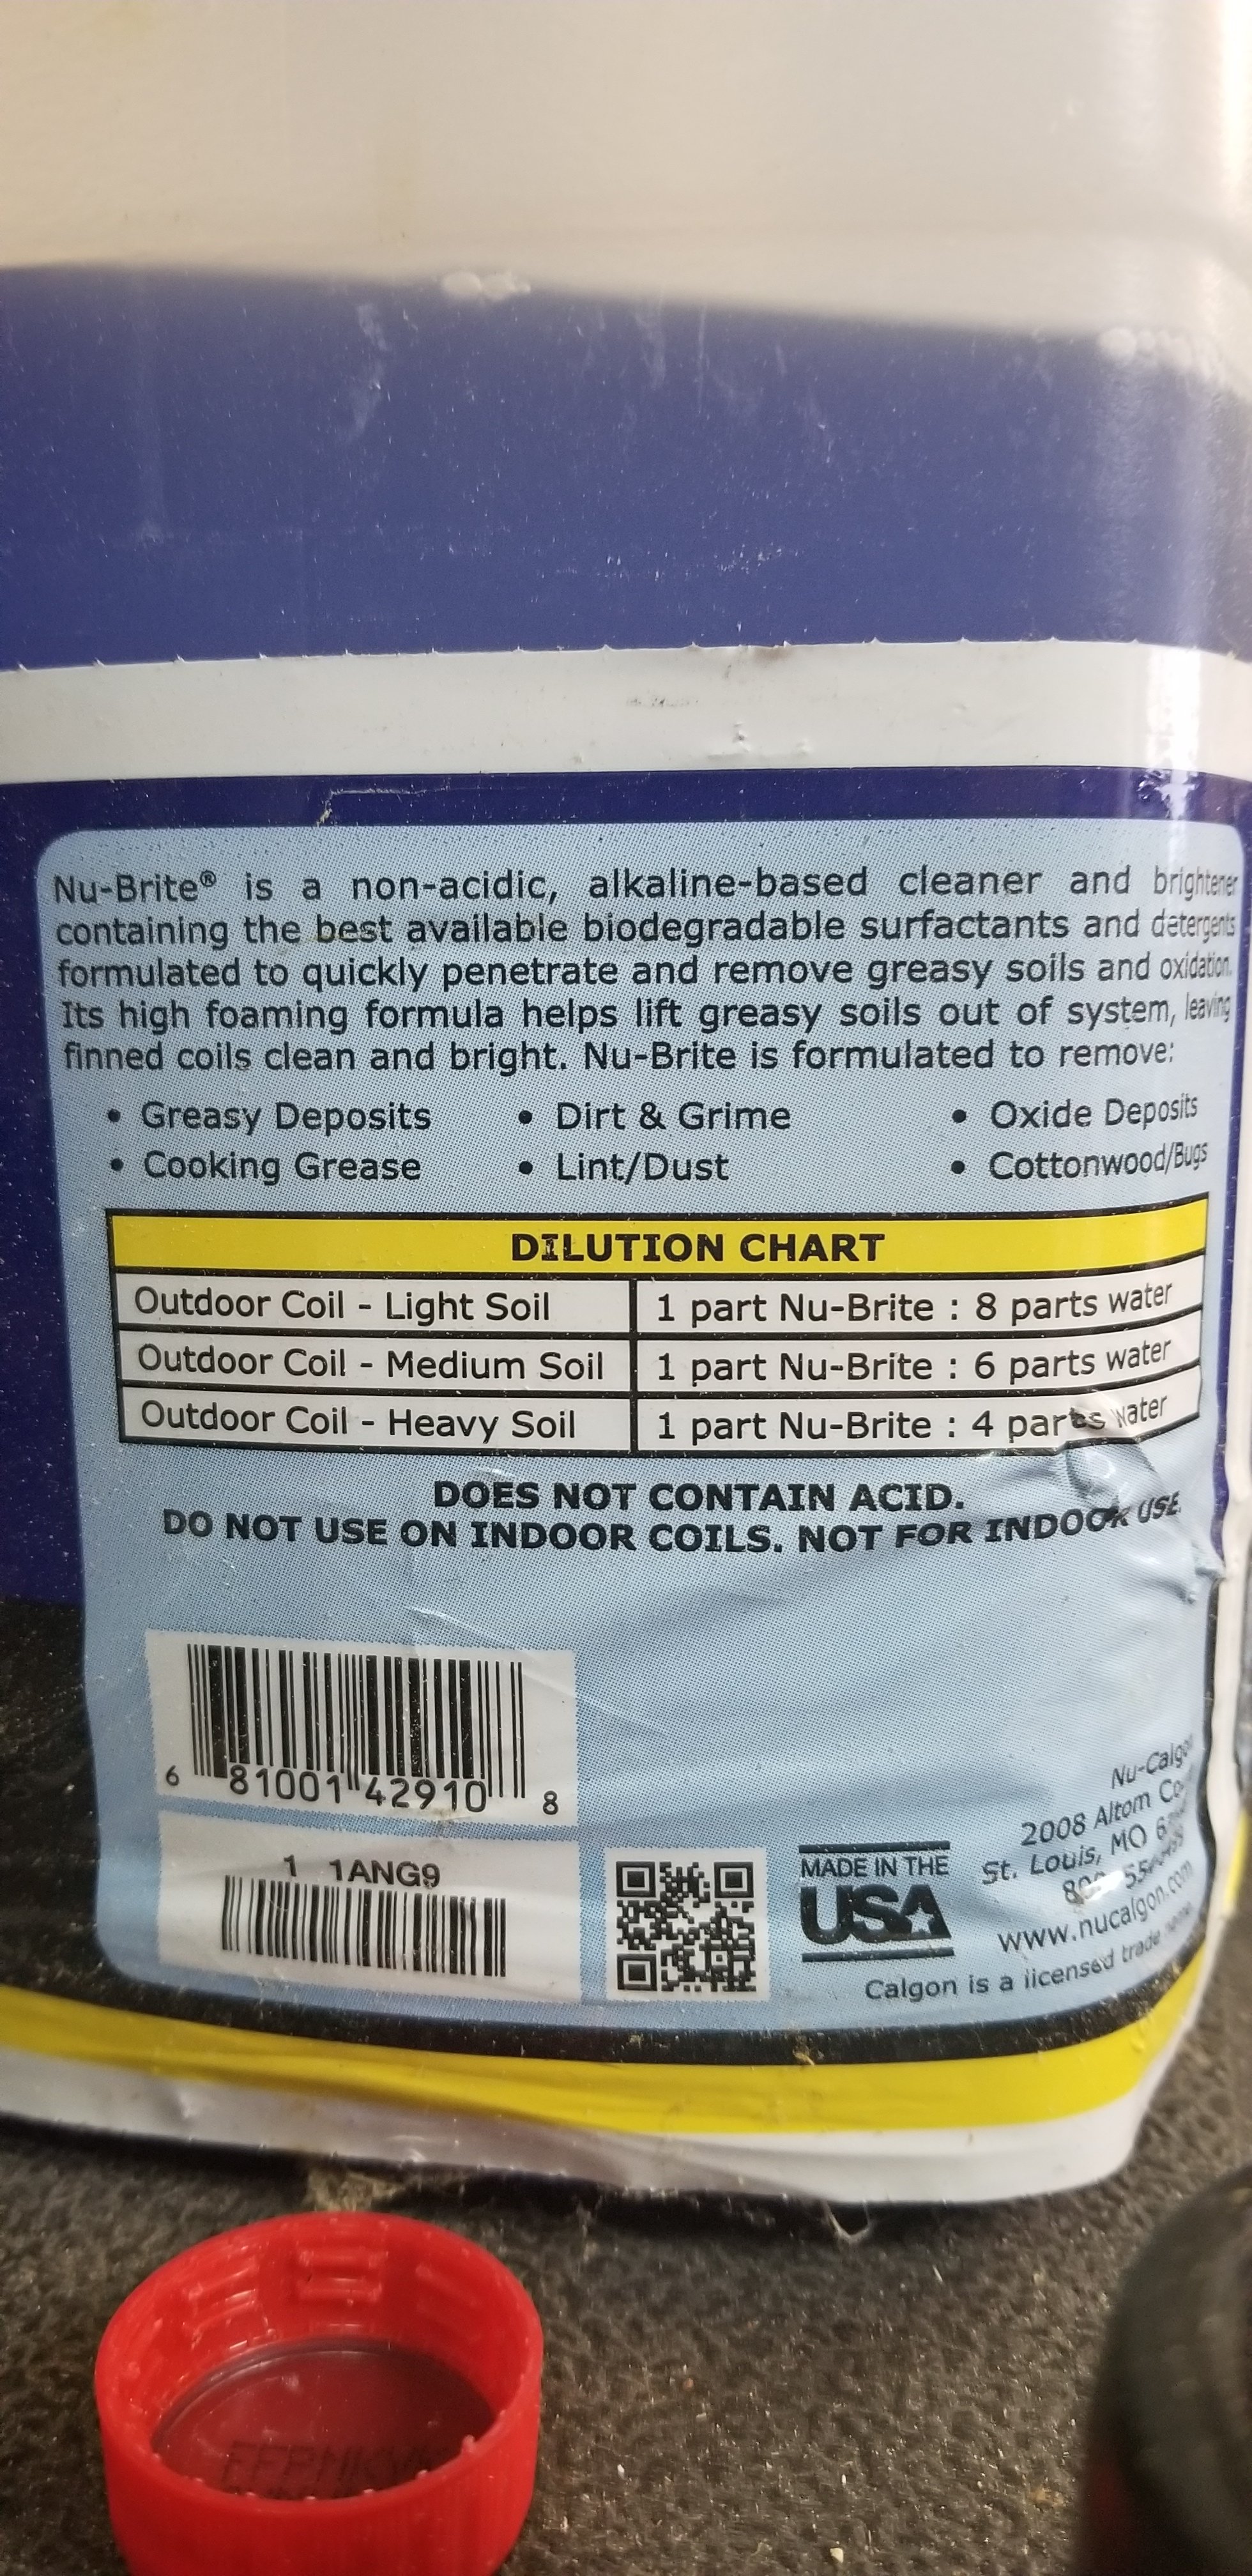 Nu-Brite® is a non-acidic, alkaline-based cleaner and brightener
containing the best available biodegradable surfactants and detergents
formulated to quickly penetrate and remove greasy soils and oxidation.
Its high foaming formula helps lift greasy soils out of system, leaving
finned coils clean and bright. Nu-Brite is formulated to remove:
• Greasy Deposits • Dirt & Grime • Oxide Deposits
• Cooking Grease • Lint/Dust • Cottonwood/Bugs
DILUTION CHART
Outdoor Coil - Light Soil 1 part Nu-Brite : 8 parts water
Outdoor Coil - Medium Soil 1 part Nu-Brite : 6 parts water
Outdoor Coil - Heavy Soil 1 part Nu-Brite : 4 parts water
DOES NOT CONTAIN ACID.
DO NOT USE ON INDOOR COILS. NOT FOR INDOOR USE.
6 81001 42910 8
1 1ANG9
MADE IN THE
USA
Nu-Calgon
2008 Altom
St. Louis, MO
www.nucalgon.com
Calgon is a licensed trade